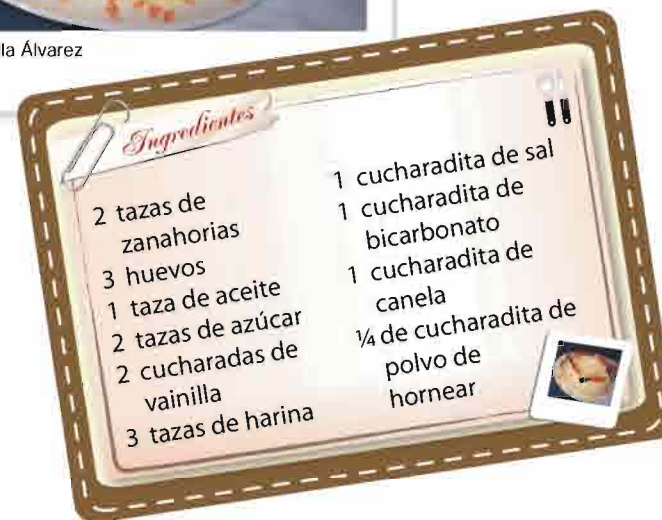 lla Álvarez
Ingredientes
2 tazas de
zanahorias
3 huevos
1 taza de aceite
2 tazas de azúcar
2 cucharadas de
vainilla
3 tazas de harina
1 cucharadita de sal
1 cucharadita de
bicarbonato
1 cucharadita de
canela
¼ de cucharadita de
polvo de
hornear